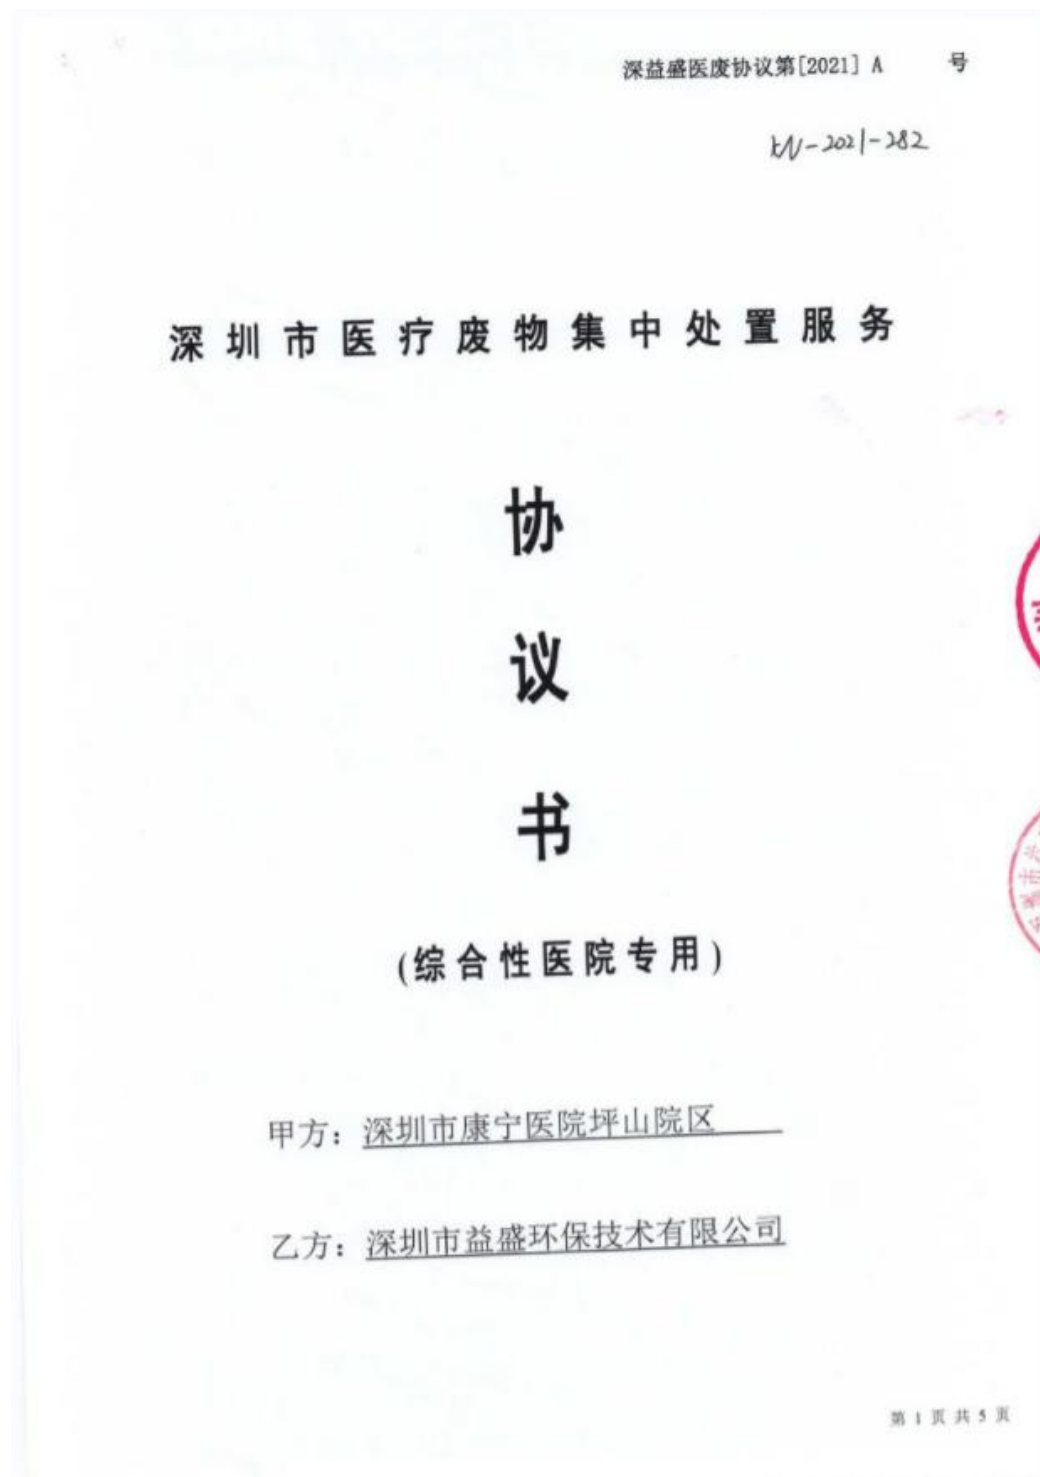 深益盛医废协议第[2021] A 号
KN-2021-282
深圳市医疗废物集中处置服务
协
议
书
(综合性医院专用)
甲方：深圳市康宁医院坪山院区
乙方：深圳市益盛环保技术有限公司
第 1 页 共 5 页